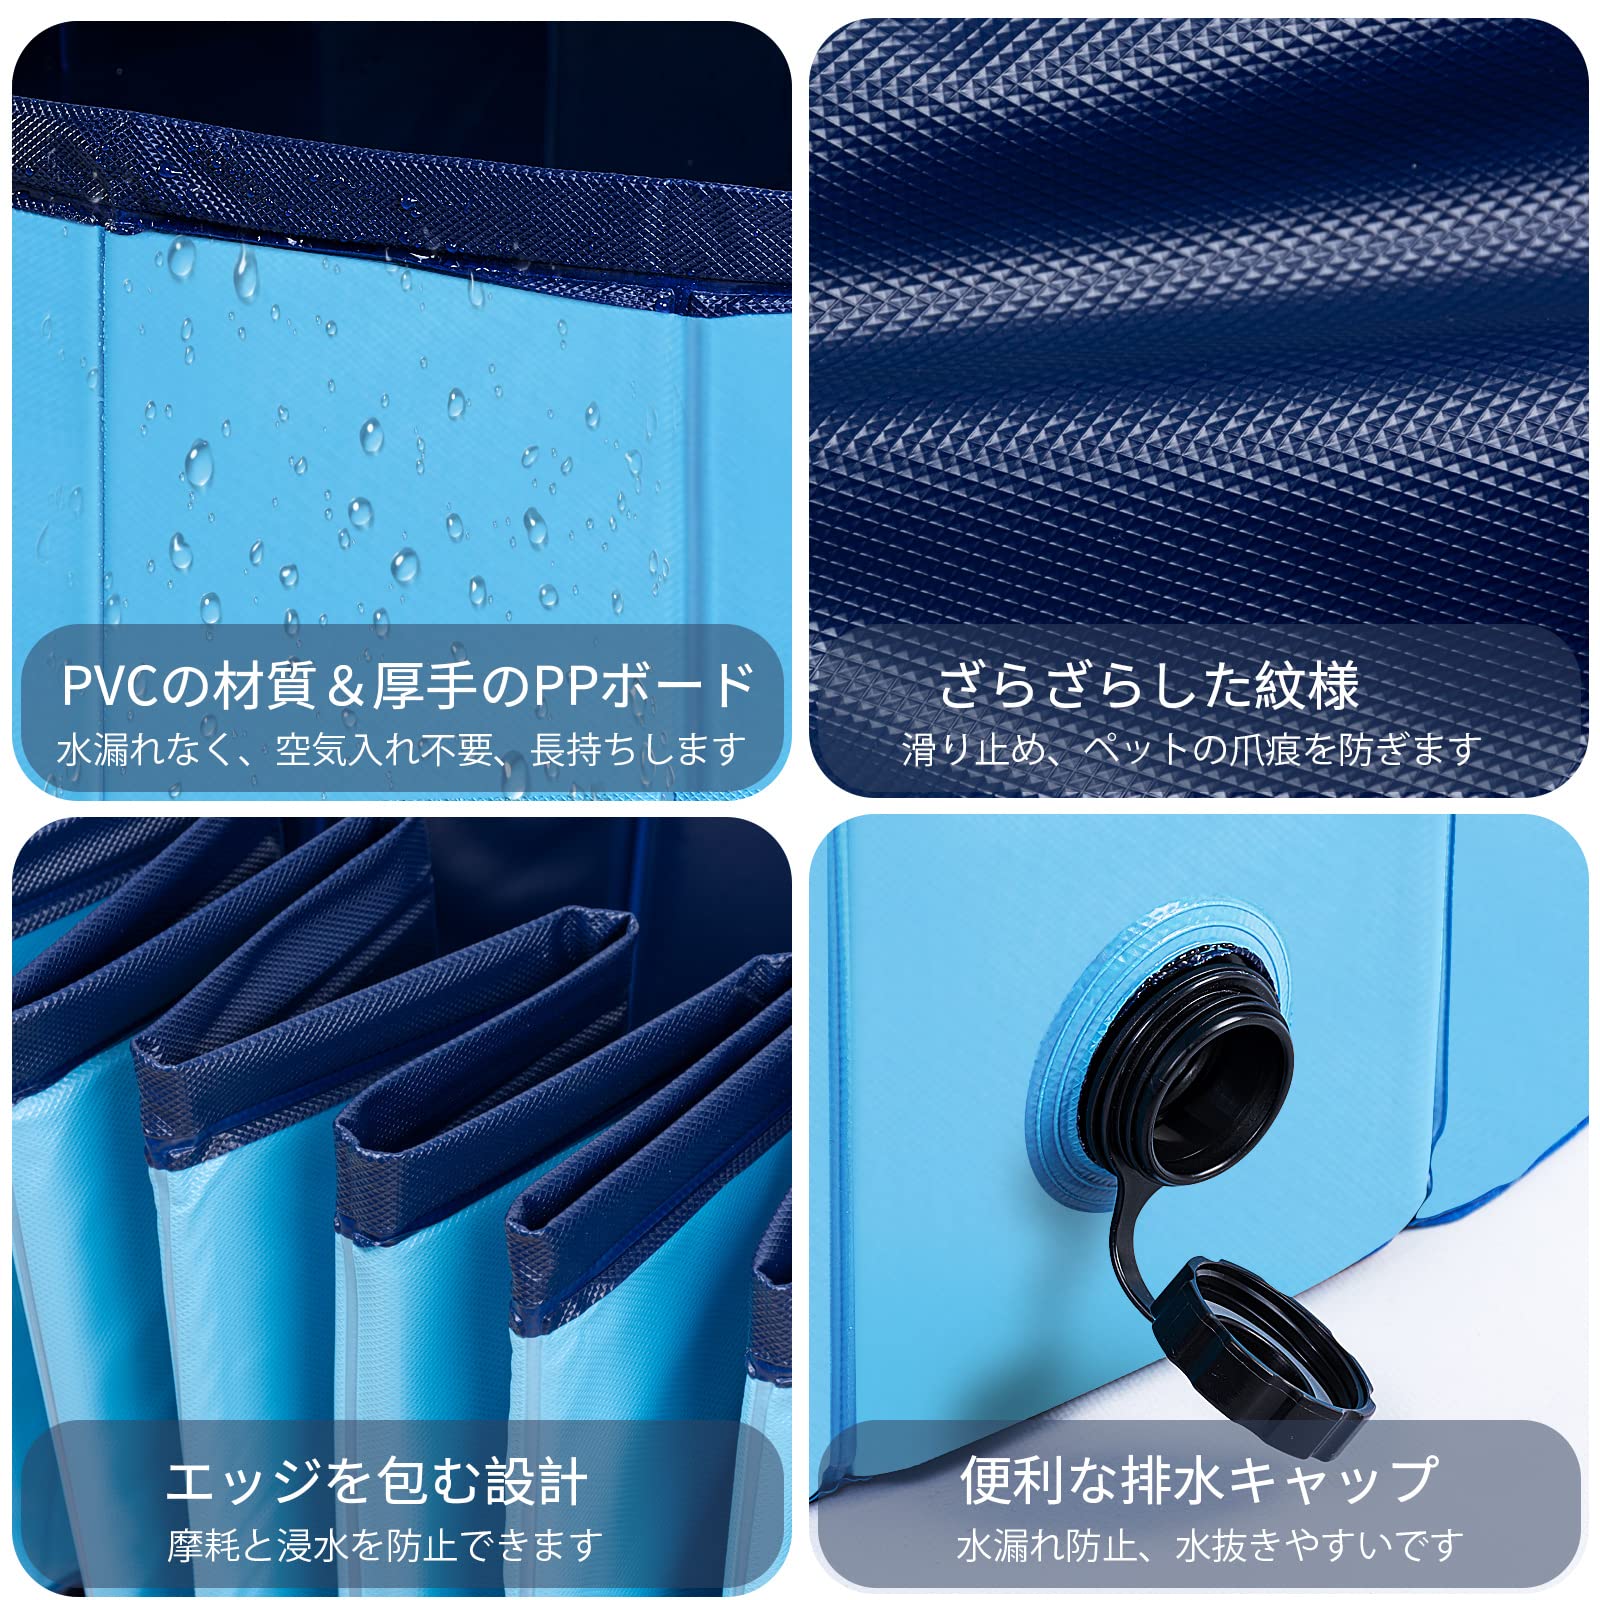 PVCの材質＆厚手のPPボード
水漏れなく、空気入れ不要、長持ちします
ざらざらした紋様
滑り止め、ペットの爪痕を防ぎます
エッジを包む設計
摩耗と浸水を防止できます
便利な排水キャップ
水漏れ防止、水抜きやすいです